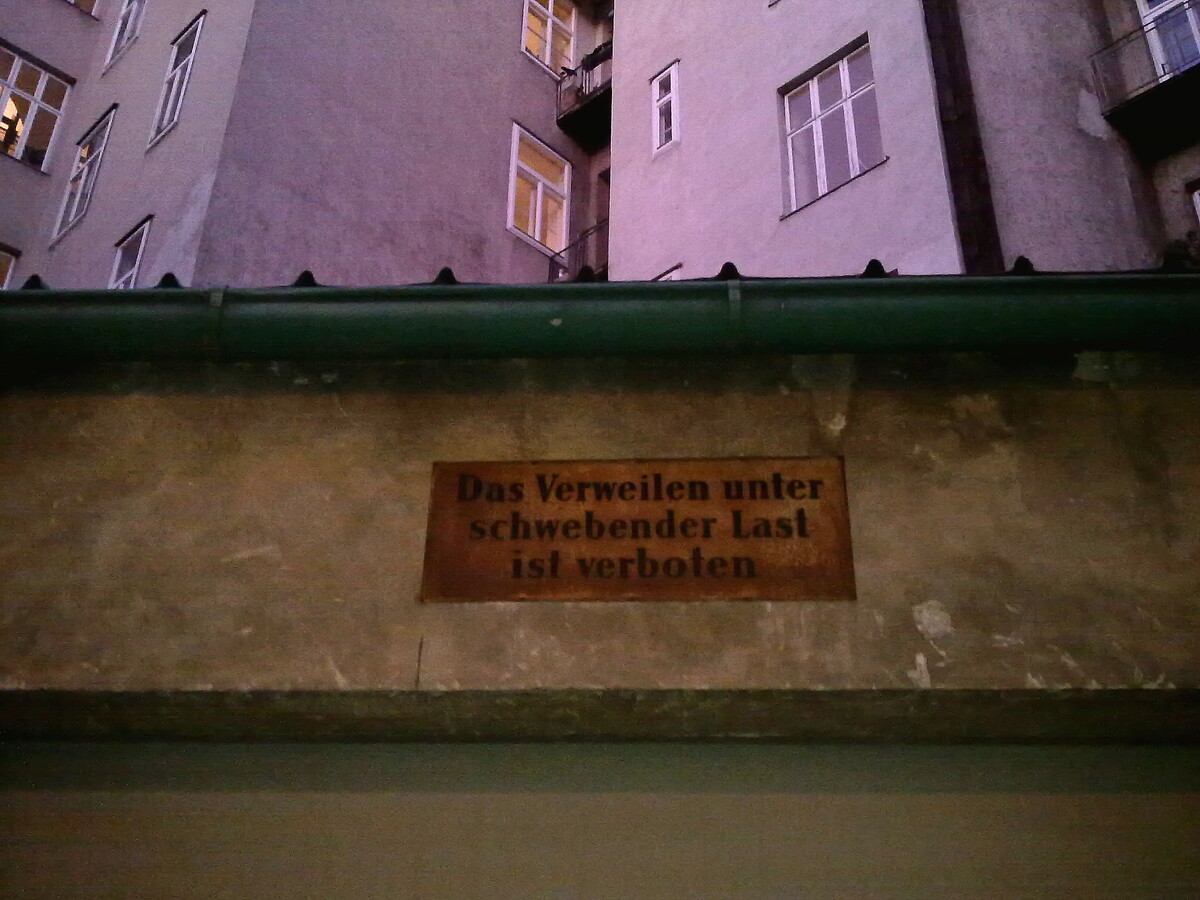 Das Verweilen unter
schwebender Last
ist verboten